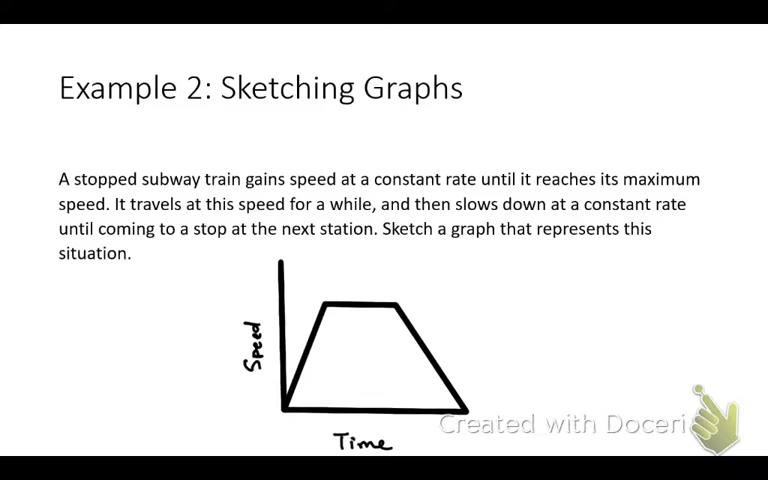 Example 2: Sketching Graphs
A stopped subway train gains speed at a constant rate until it reaches its maximum
speed. It travels at this speed for a while, and then slows down at a constant rate
until coming to a stop at the next station. Sketch a graph that represents this
situation.
Speed
Time
Created with Doceri